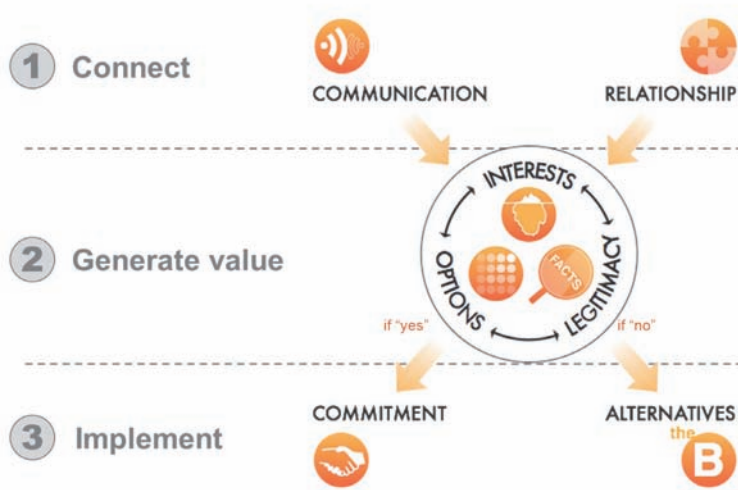 1 Connect
COMMUNICATION
RELATIONSHIP
2 Generate value
INTERESTS
OPTIONS
FACTS
LEGITIMACY
if "yes"
if "no"
3 Implement
COMMITMENT
ALTERNATIVES
the
B